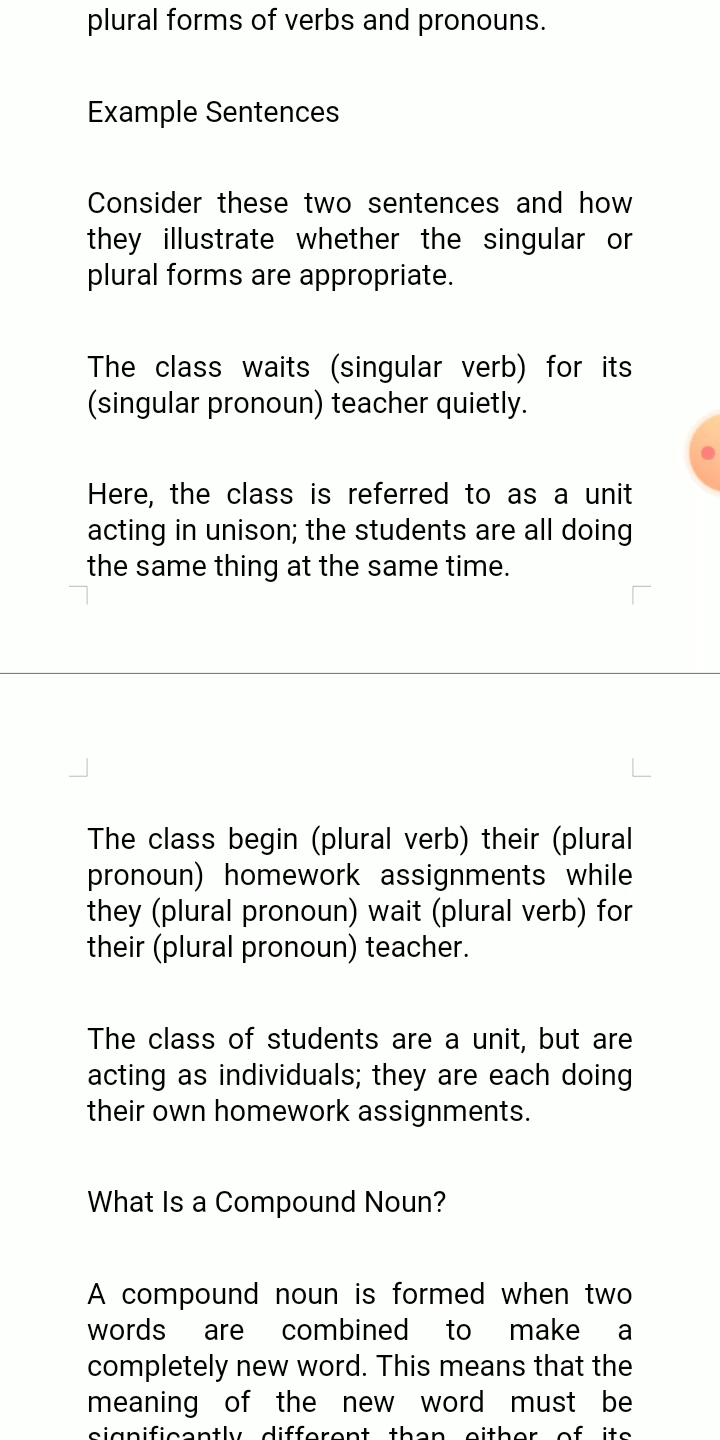 plural forms of verbs and pronouns.
Example Sentences
Consider these two sentences and how
they illustrate whether the singular or
plural forms are appropriate.
The class waits (singular verb) for its
(singular pronoun) teacher quietly.
Here, the class is referred to as a unit
acting in unison; the students are all doing
the same thing at the same time.
The class begin (plural verb) their (plural
pronoun) homework assignments while
they (plural pronoun) wait (plural verb) for
their (plural pronoun) teacher.
The class of students are a unit, but are
acting as individuals; they are each doing
their own homework assignments.
What Is a Compound Noun?
A compound noun is formed when two
words are combined to make a
completely new word. This means that the
meaning of the new word must be
significantly different than either of its